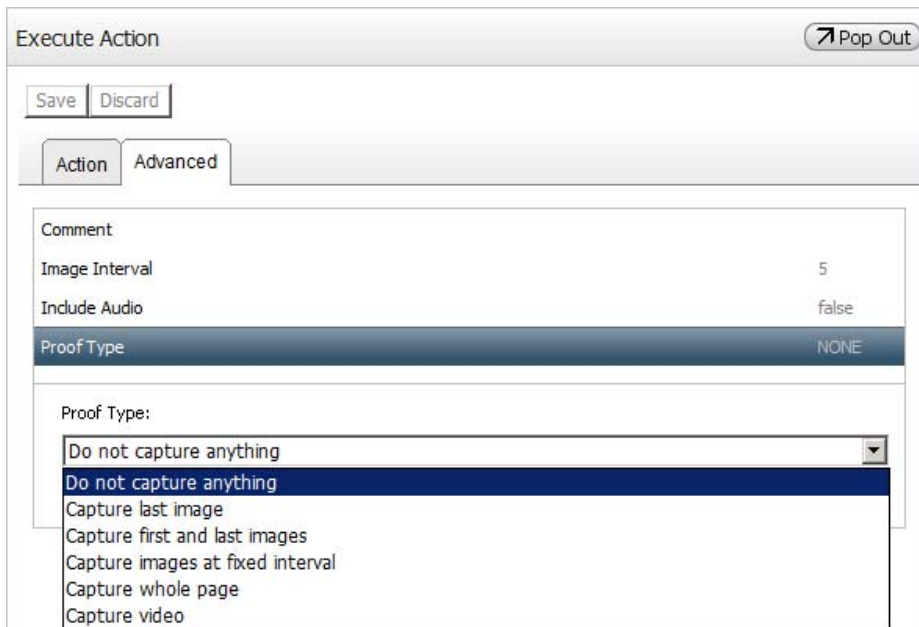 Execute Action Pop Out
Save Discard
Action Advanced
Comment
Image Interval 5
Include Audio false
Proof Type NONE
Proof Type:
Do not capture anything
Do not capture anything
Capture last image
Capture first and last images
Capture images at fixed interval
Capture whole page
Capture video